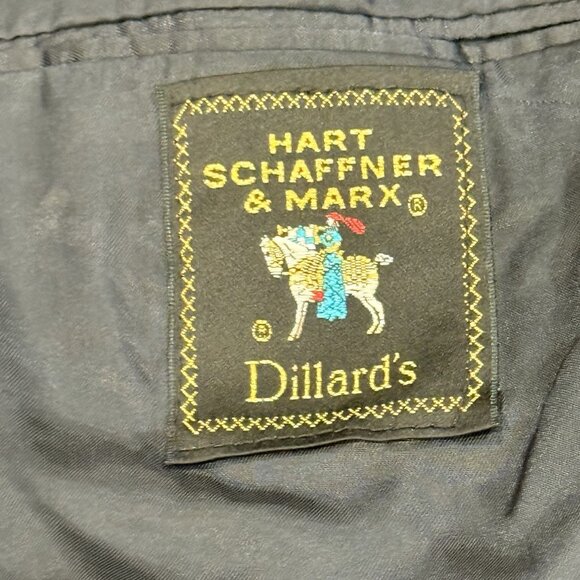 HART
SCHAFFNER
& MARX®
®
Dillard's